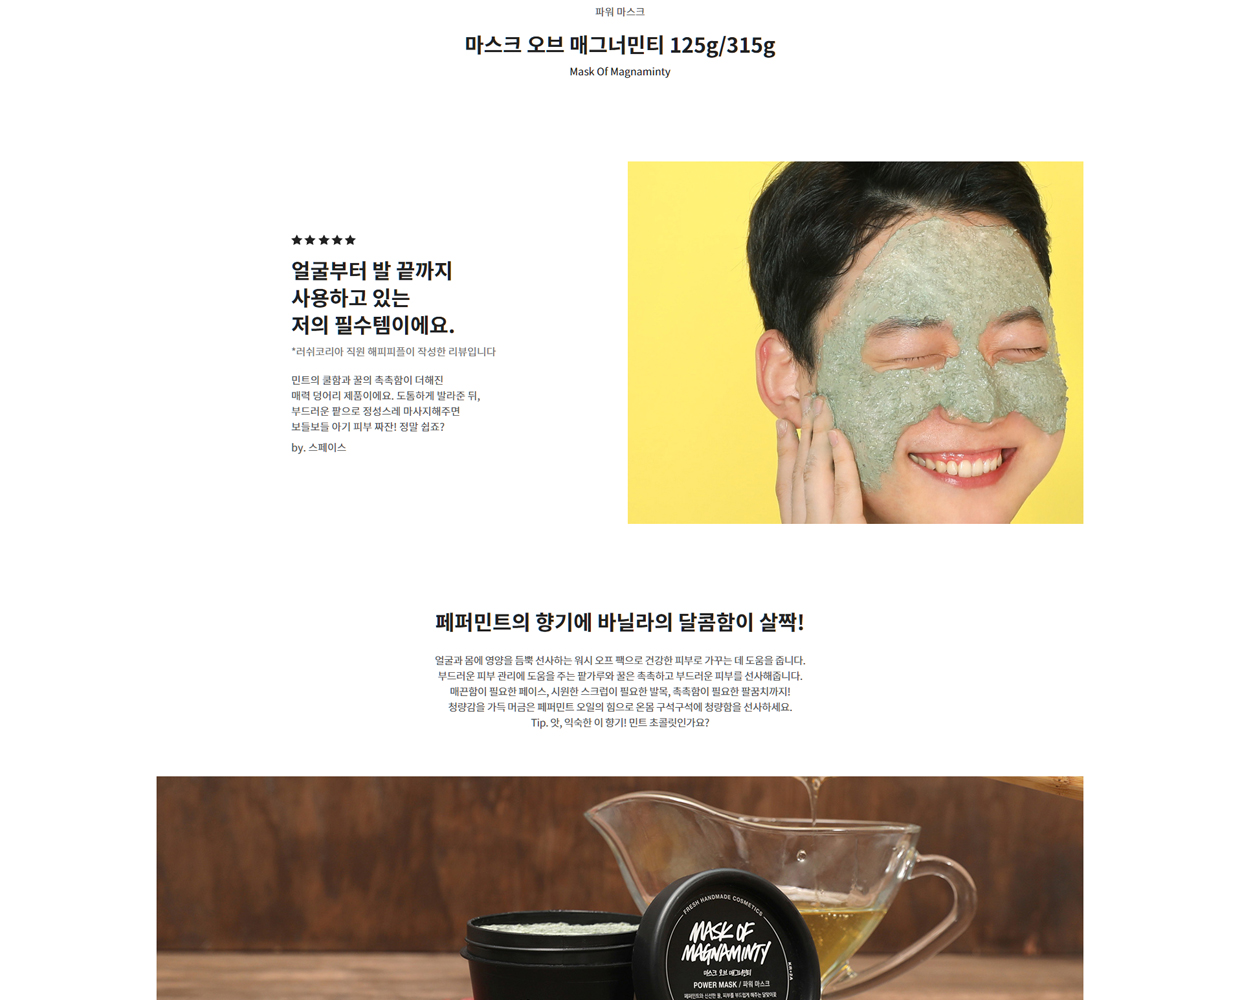 파워 마스크
마스크 오브 매그너민티 125g/315g
Mask Of Magnaminty
★★★★★
얼굴부터 발 끝까지
사용하고 있는
저의 필수템이에요.
*러쉬코리아 직원 해피피플이 작성한 리뷰입니다
민트의 쿨함과 꿀의 촉촉함이 더해진
매력 덩어리 제품이에요. 도톰하게 발라준 뒤,
부드러운 팥으로 정성스레 마사지해주면
보들보들 아기 피부 짜잔! 정말 쉽죠?
by. 스페이스
페퍼민트의 향기에 바닐라의 달콤함이 살짝!
얼굴과 몸에 영양을 듬뿍 선사하는 워시 오프 팩으로 건강한 피부로 가꾸는 데 도움을 줍니다.
부드러운 피부 관리에 도움을 주는 팥가루와 꿀은 촉촉하고 부드러운 피부를 선사해줍니다.
매끈함이 필요한 페이스, 시원한 스크럽이 필요한 발목, 촉촉함이 필요한 팔꿈치까지!
청량감을 가득 머금은 페퍼민트 오일의 힘으로 온몸 구석구석에 청량함을 선사하세요.
Tip. 앗, 익숙한 이 향기! 민트 초콜릿인가요?
FRESH HANDMADE COSMETICS
MASK OF
MAGNAMINTY
마스크 오브 매그너민티
POWER MASK / 파워 마스크